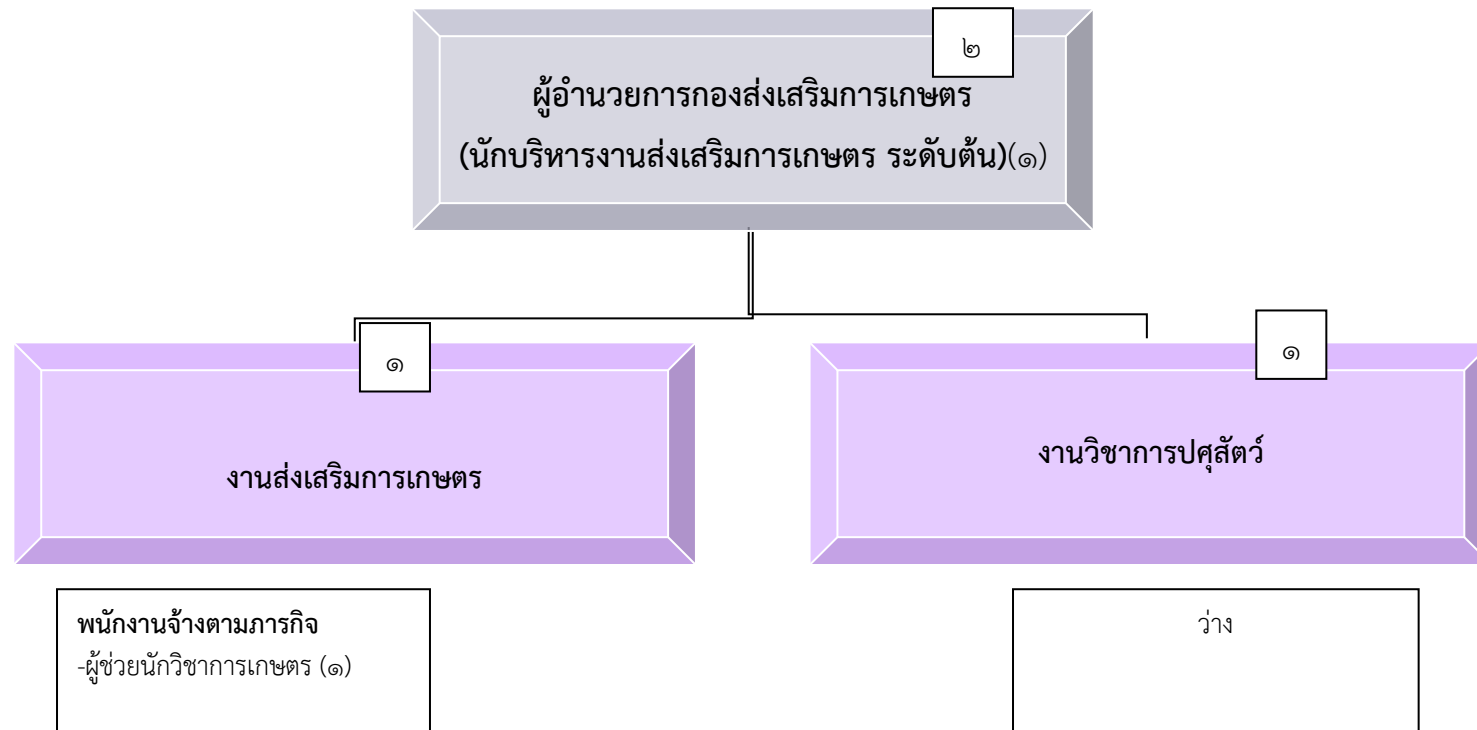 ๒
ผู้อำนวยการกองส่งเสริมการเกษตร
(นักบริหารงานส่งเสริมการเกษตร ระดับต้น)(๑)
๑
งานส่งเสริมการเกษตร
๑
งานวิชาการปศุสัตว์
พนักงานจ้างตามภารกิจ
-ผู้ช่วยนักวิชาการเกษตร (๑)
ว่าง